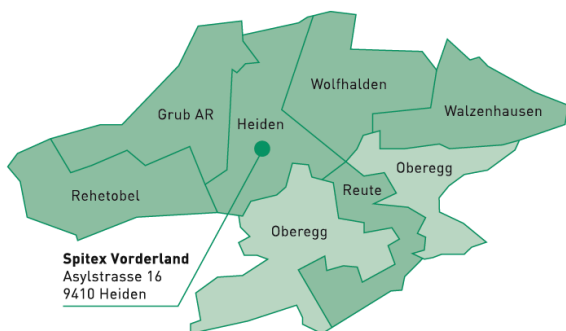 Wolfhalden
Grub AR
Heiden
Walzenhausen
Oberegg
Rehetobel
Reute
Oberegg
Spitex Vorderland
Asylstrasse 16
9410 Heiden